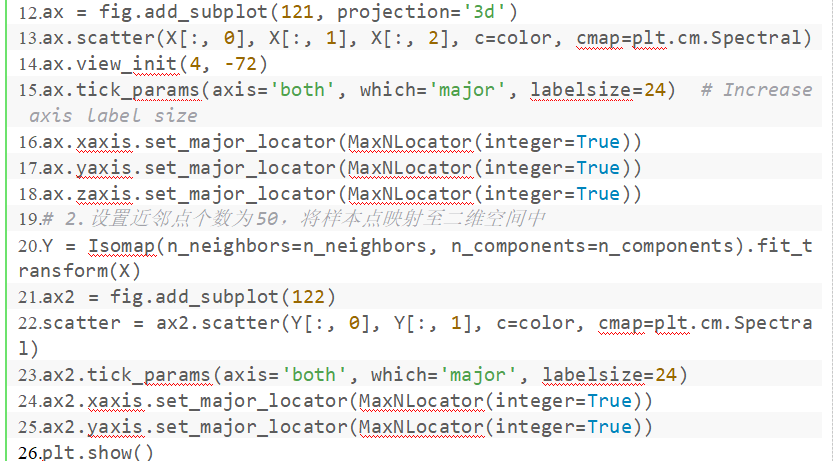 12.ax = fig.add_subplot(121, projection='3d')
13.ax.scatter(X[:, 0], X[:, 1], X[:, 2], c=color, cmap=plt.cm.Spectral)
14.ax.view_init(4, -72)
15.ax.tick_params(axis='both', which='major', labelsize=24)  # Increase
axis label size
16.ax.xaxis.set_major_locator(MaxNLocator(integer=True))
17.ax.yaxis.set_major_locator(MaxNLocator(integer=True))
18.ax.zaxis.set_major_locator(MaxNLocator(integer=True))
19.# 2.设置近邻点个数为50，将样本点映射至二维空间中
20.Y = Isomap(n_neighbors=n_neighbors, n_components=n_components).fit_t
ransform(X)
21.ax2 = fig.add_subplot(122)
22.scatter = ax2.scatter(Y[:, 0], Y[:, 1], c=color, cmap=plt.cm.Spectra
l)
23.ax2.tick_params(axis='both', which='major', labelsize=24)
24.ax2.xaxis.set_major_locator(MaxNLocator(integer=True))
25.ax2.yaxis.set_major_locator(MaxNLocator(integer=True))
26.plt.show()